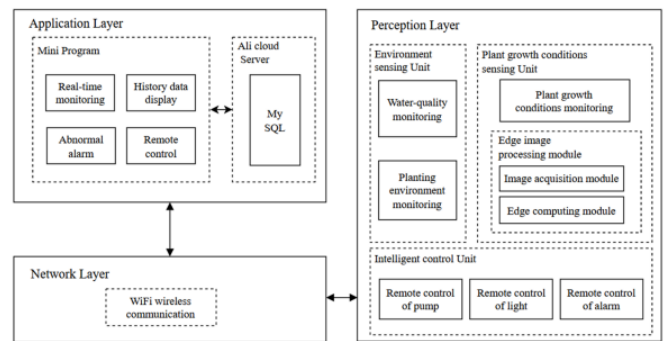 Application Layer
Mini Program
Real-time
monitoring
History data
display
Abnormal
alarm
Remote
control
Ali cloud
Server
My
SQL
Network Layer
WiFi wireless
communication
Perception Layer
Environment
sensing Unit
Water-quality
monitoring
Planting
environment
monitoring
Plant growth conditions
sensing Unit
Plant growth
conditions monitoring
Edge image
processing module
Image acquisition module
Edge computing module
Intelligent control Unit
Remote control
of pump
Remote control
of light
Remote control
of alarm